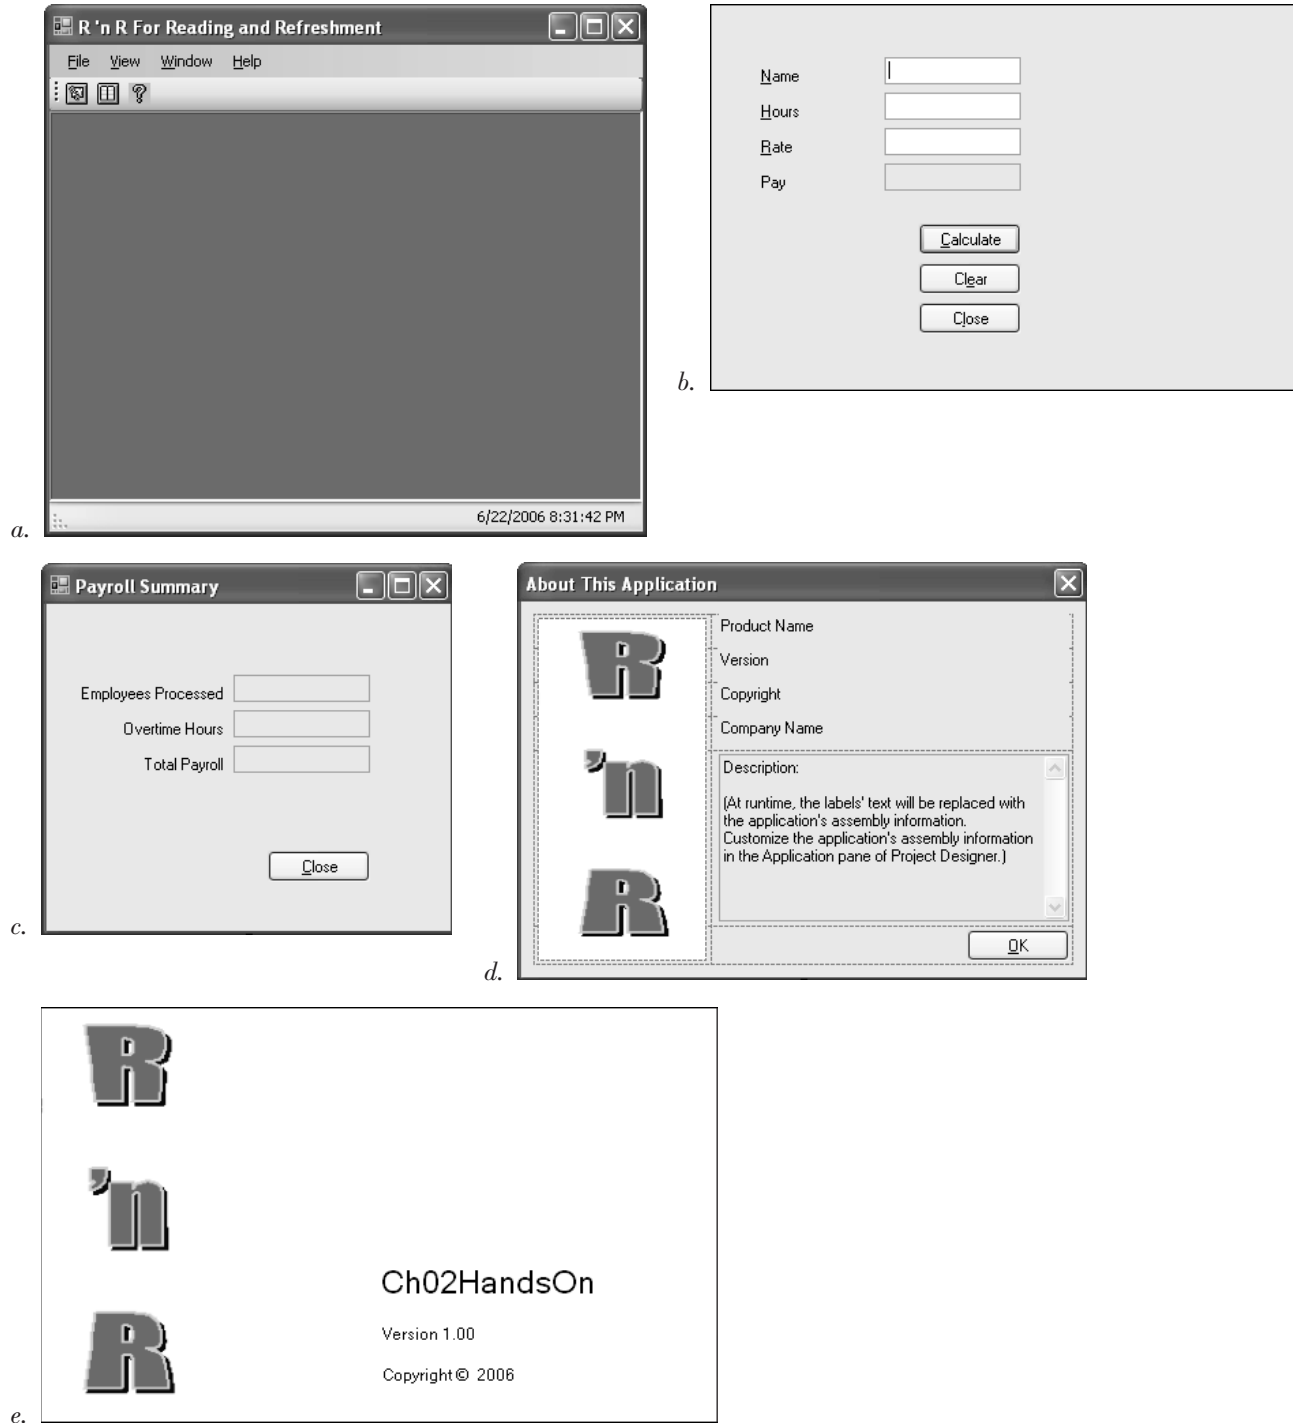 R 'n R For Reading and Refreshment
File View Window Help
6/22/2006 8:31:42 PM
a.
Name
Hours
Rate
Pay
Calculate
Clear
Close
b.
Payroll Summary
Employees Processed
Overtime Hours
Total Payroll
Close
c.
About This Application
R
'n
R
Product Name
Version
Copyright
Company Name
Description:
(At runtime, the labels' text will be replaced with
the application's assembly information.
Customize the application's assembly information
in the Application pane of Project Designer.)
OK
d.
R
'n
R
Ch02HandsOn
Version 1.00
Copyright © 2006
e.